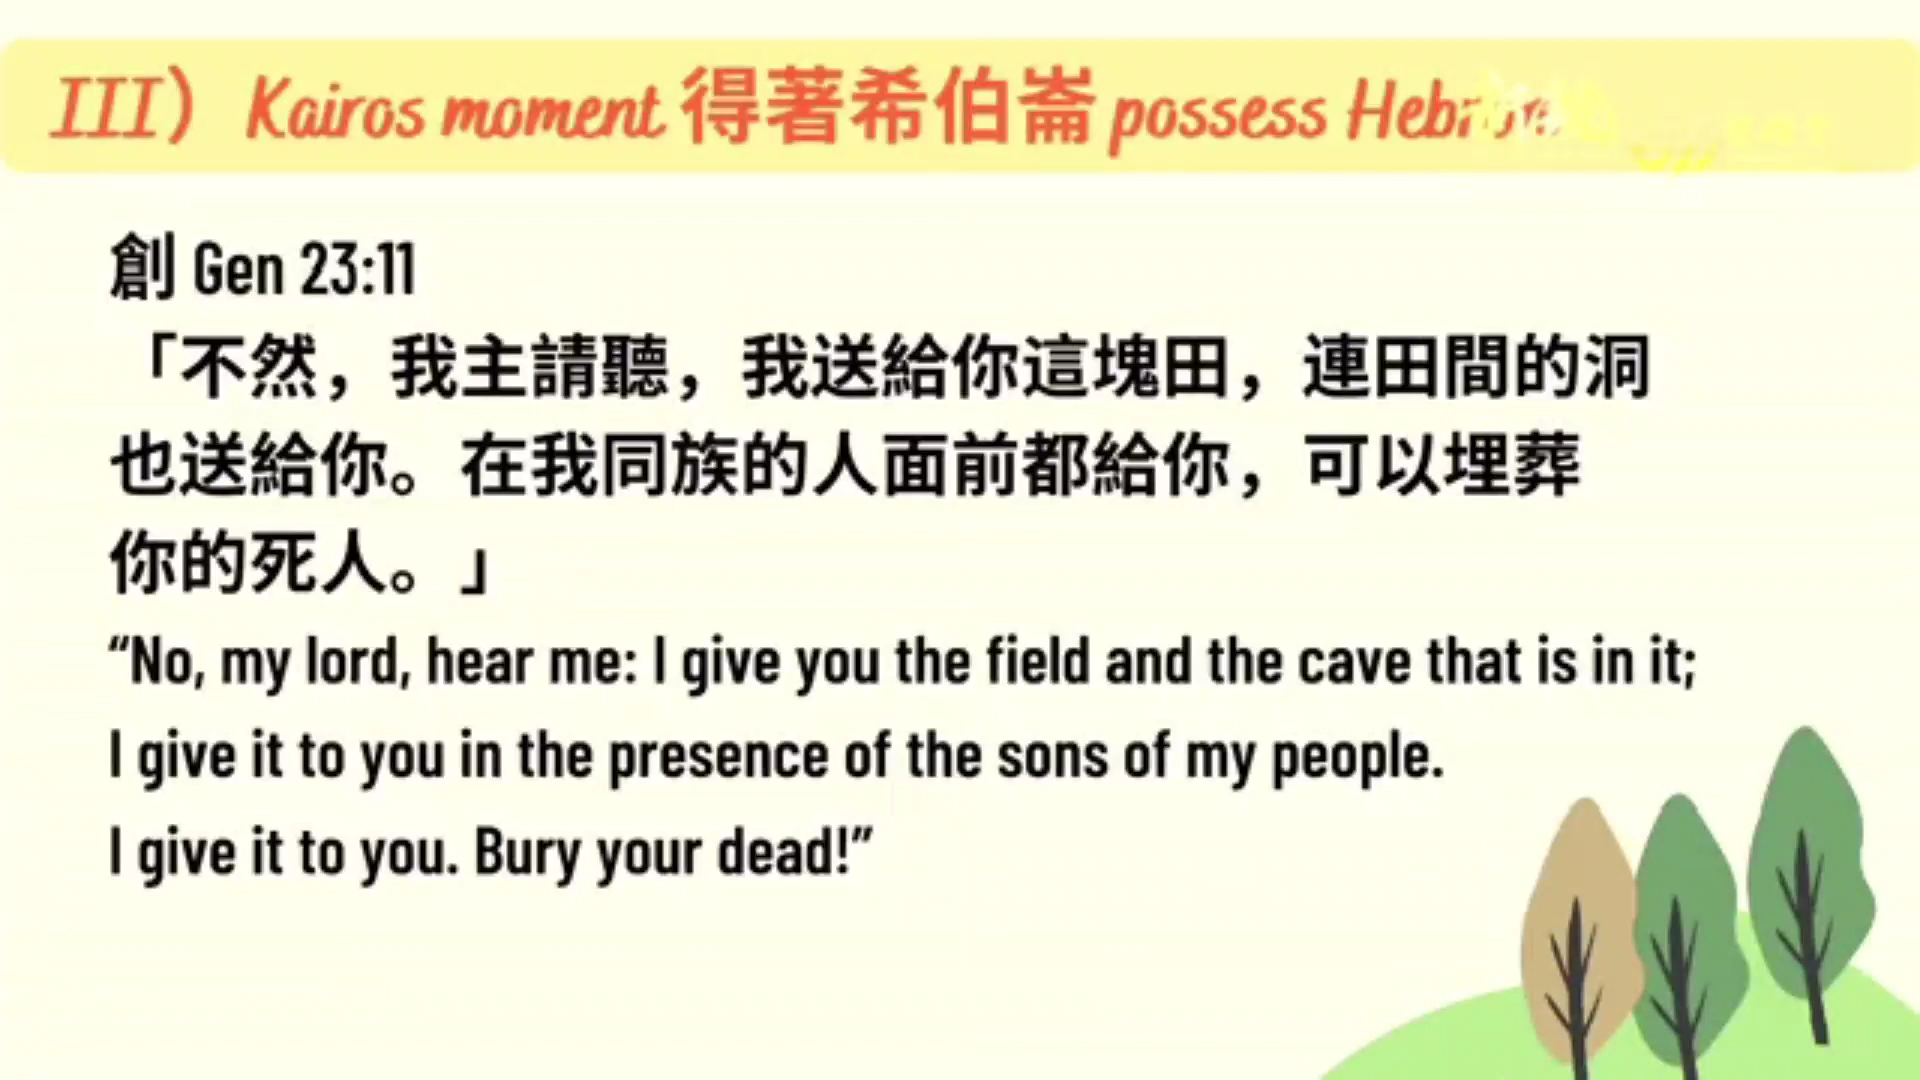 III）Kairos moment 得著希伯崙 possess Hebron
創 Gen 23:11
「不然，我主請聽，我送給你這塊田，連田間的洞
也送給你。在我同族的人面前都給你，可以埋葬
你的死人。」
“No, my lord, hear me: I give you the field and the cave that is in it;
I give it to you in the presence of the sons of my people.
I give it to you. Bury your dead!”